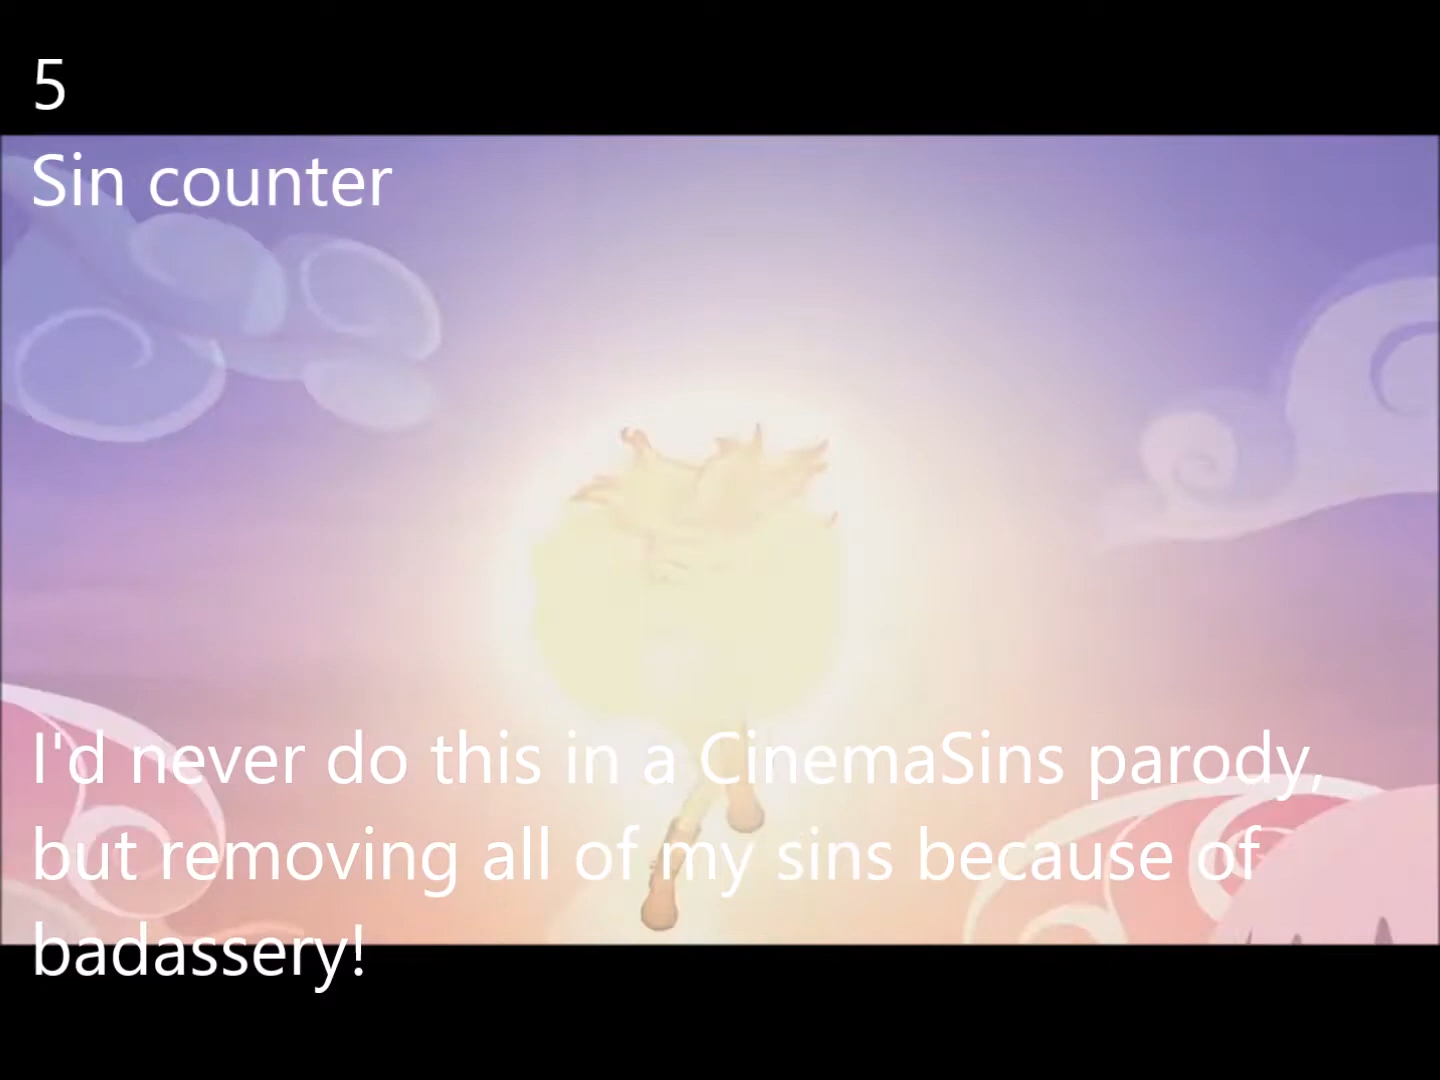 5
Sin counter
I'd never do this in a CinemaSins parody,
but removing all of my sins because of
badassery!